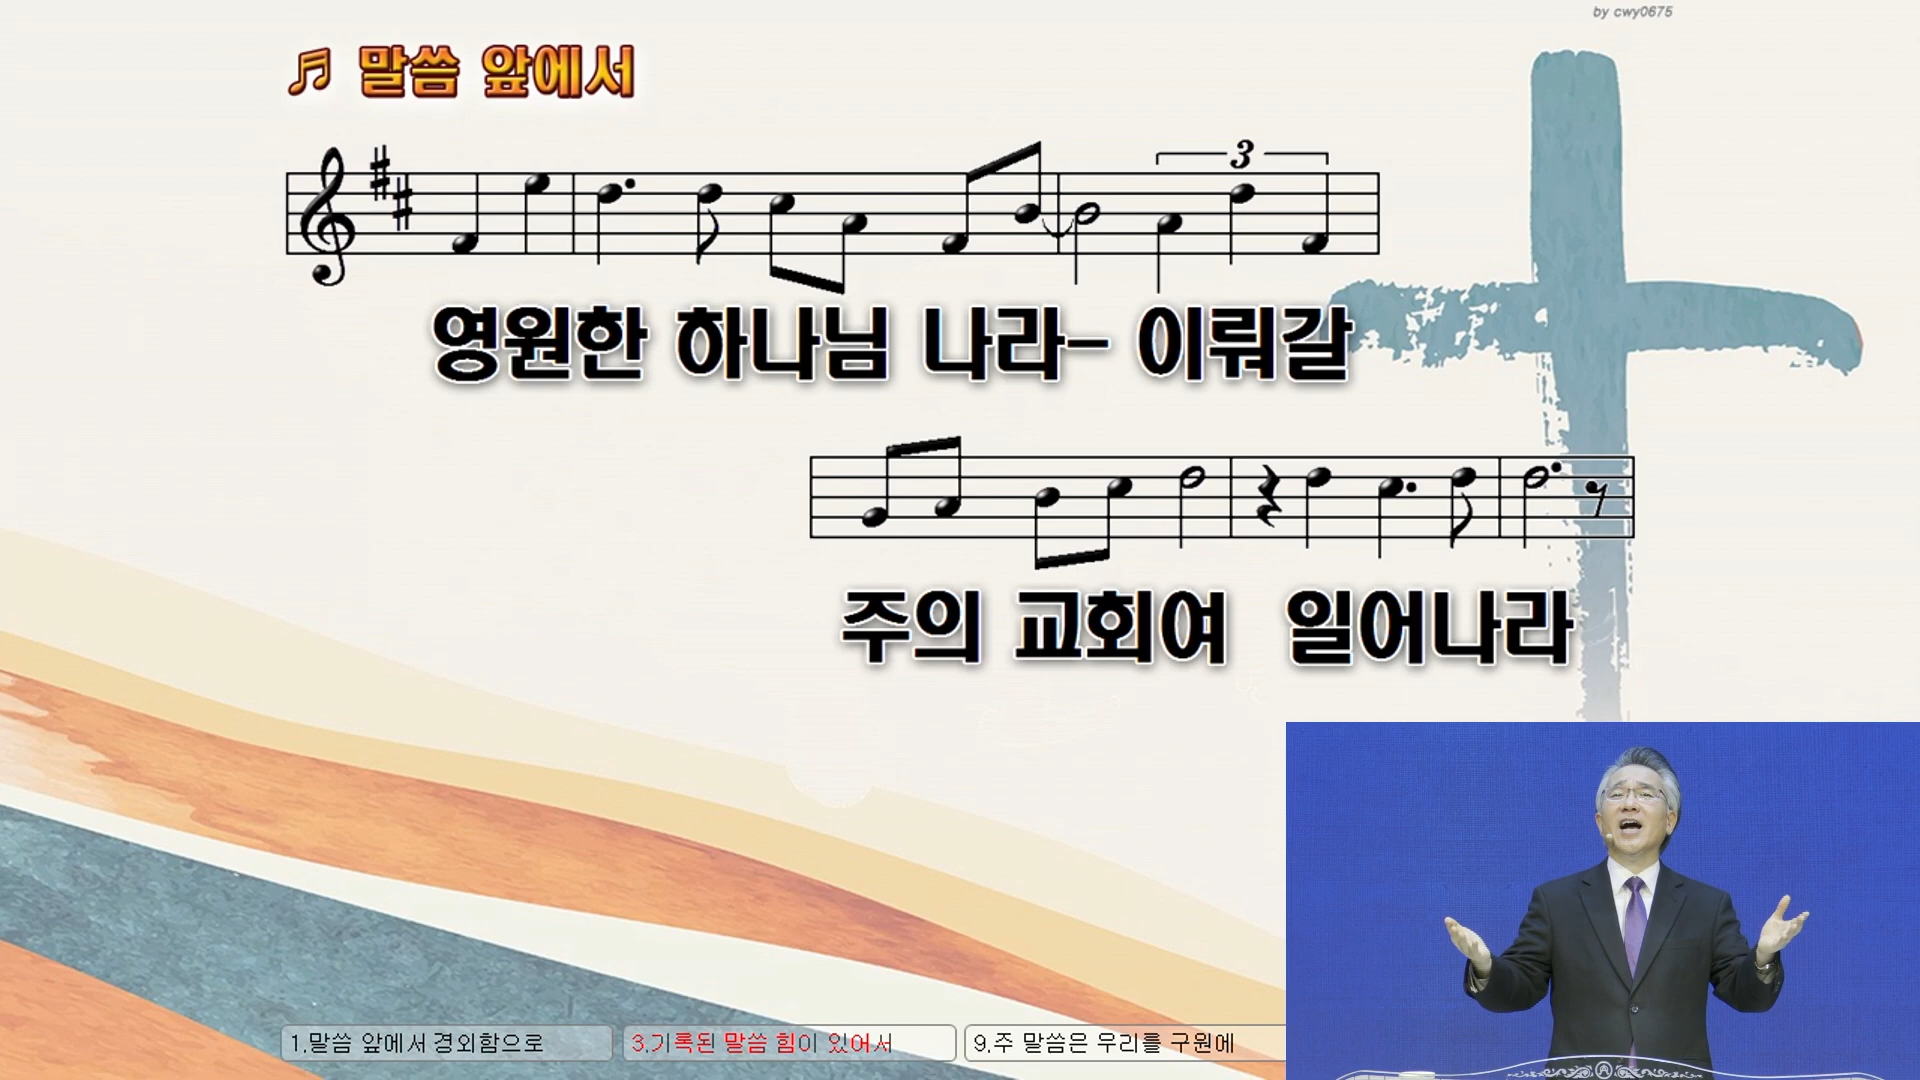 by cwy0675
♬ 말씀 앞에서
3
영원한 하나님 나라- 이뤄갈
주의 교회여 일어나라
1.말씀 앞에서 경외함으로
3.기록된 말씀 힘이 있어서
9.주 말씀은 우리를 구원에